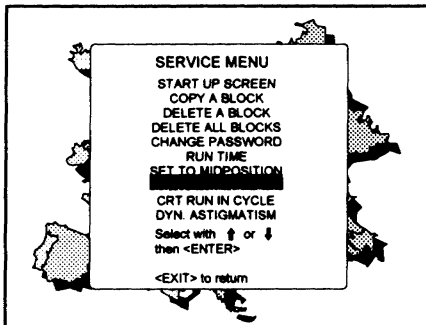 SERVICE MENU
START UP SCREEN
COPY A BLOCK
DELETE A BLOCK
DELETE ALL BLOCKS
CHANGE PASSWORD
RUN TIME
SET TO MIDPOSITION
CRT RUN IN CYCLE
DYN. ASTIGMATISM
Select with ⬆ or ⬇
then <ENTER>
<EXIT> to return